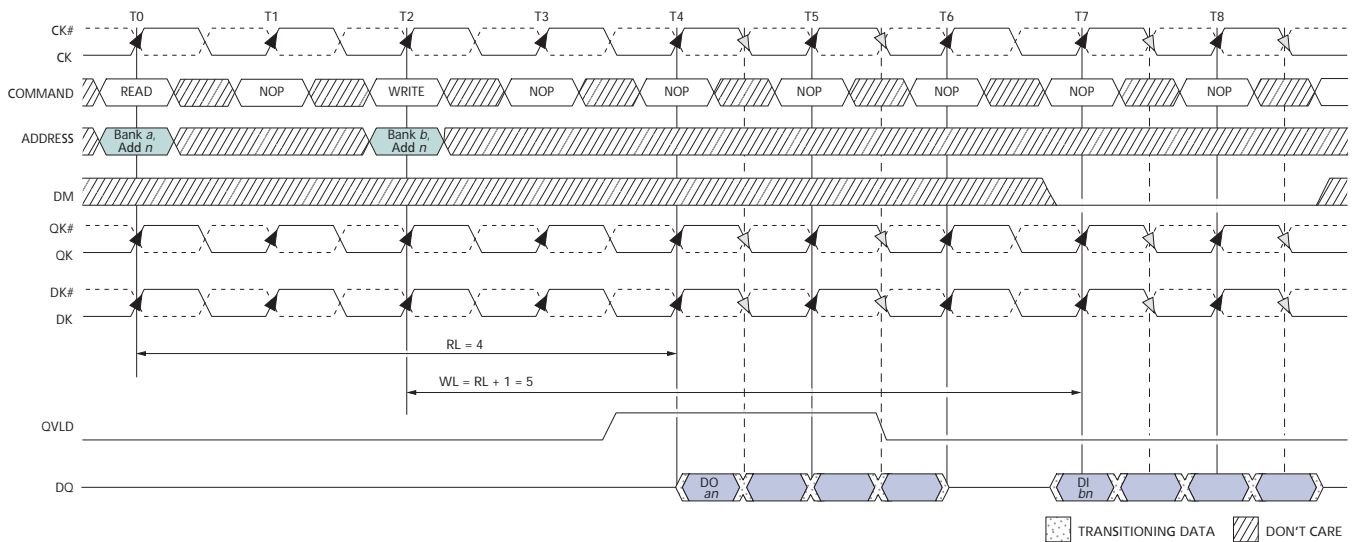 T0 T1 T2 T3 T4 T5 T6 T7 T8
CK#
CK
COMMAND READ NOP WRITE NOP NOP NOP NOP NOP NOP
ADDRESS Bank a, Add n Bank b, Add n
DM
QK#
QK
DK#
DK
RL = 4
WL = RL + 1 = 5
QVLD
DQ DO an DI bn
TRANSITIONING DATA DON'T CARE